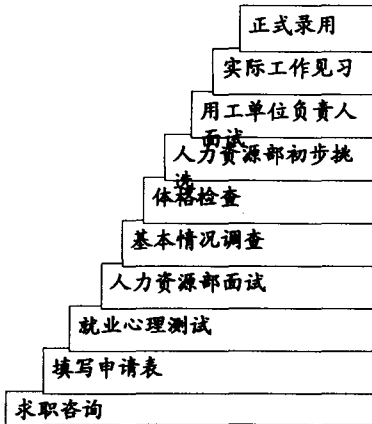 正式录用
实际工作见习
用工单位负责人
面试
人力资源部初步挑
选
体格检查
基本情况调查
人力资源部面试
就业心理测试
填写申请表
求职咨询